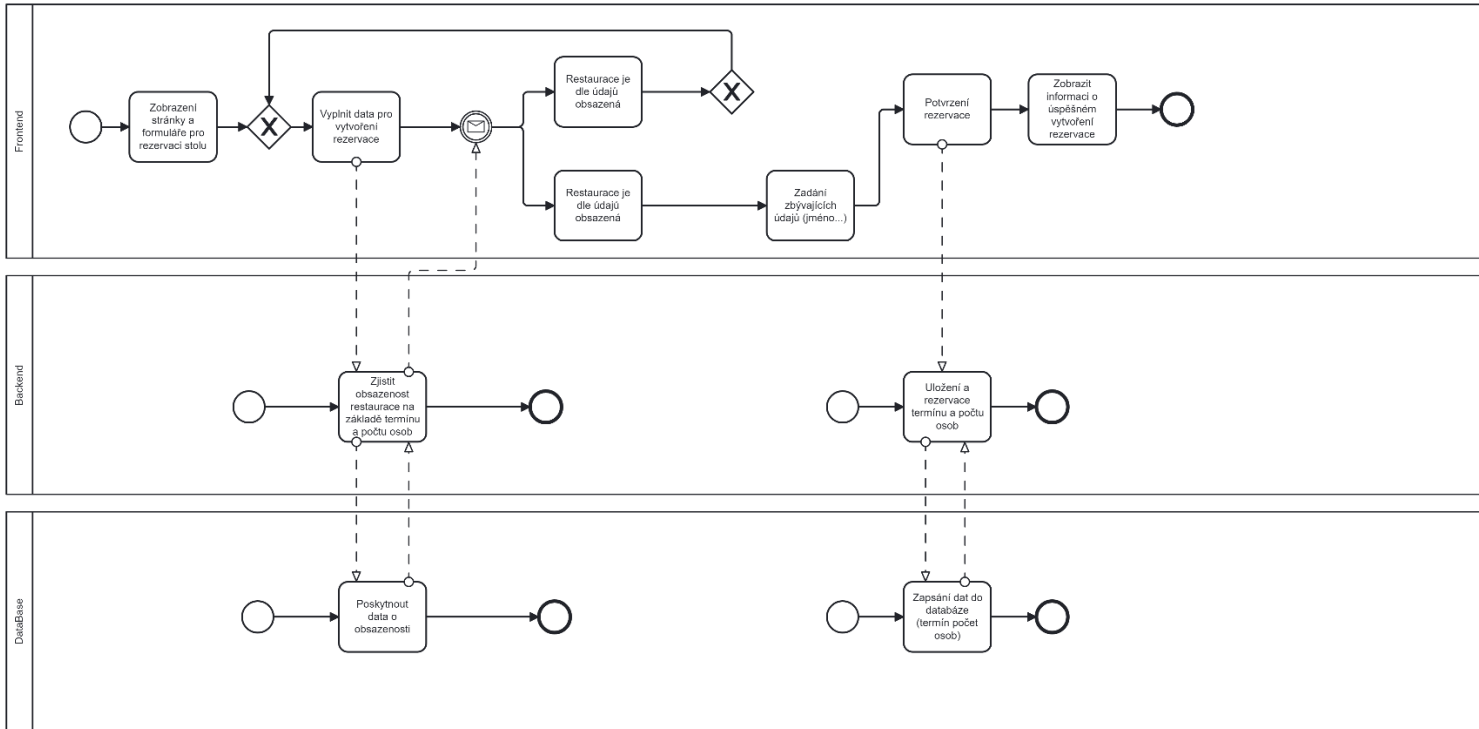 Frontend
Zobrazení
stránky a
formuláře pro
rezervaci stolu
X
Vyplnit data pro
vytvoření
rezervace
Restaurace je
dle údajů
obsazená
X
Restaurace je
dle údajů
obsazená
Zadání
zbývajících
údajů (jméno...)
Potvrzení
rezervace
Zobrazit
informaci o
úspěšném
vytvoření
rezervace
Backend
Zjistit
obsazenost
restaurace na
základě termínu
a počtu osob
Uložení a
rezervace
termínu a počtu
osob
DataBase
Poskytnout
data o
obsazenosti
Zapsání dat do
databáze
(termín počet
osob)